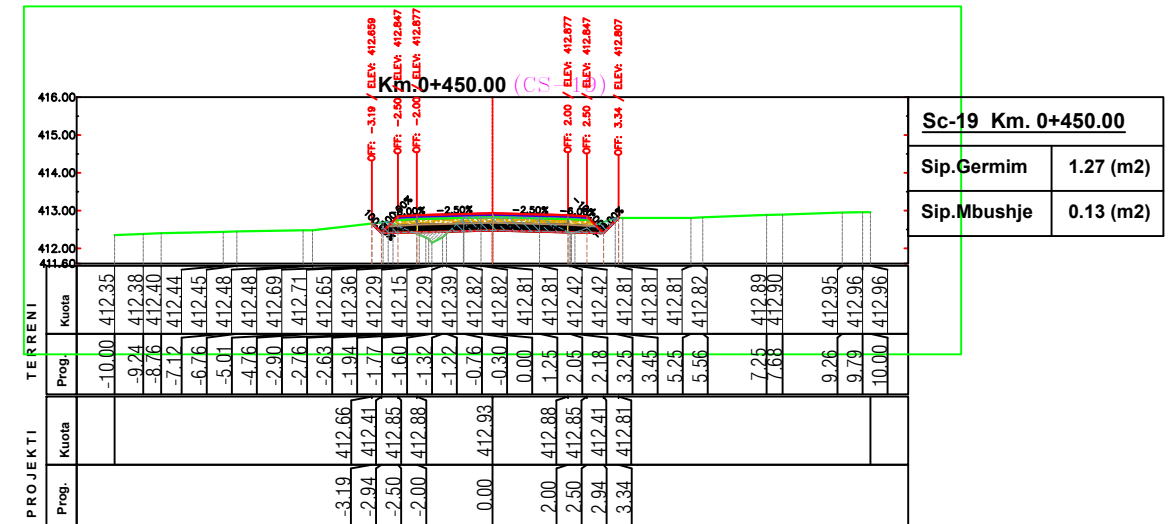 OFF: -3.19 / ELEV: 412.659
OFF: -2.50 / ELEV: 412.847
OFF: -2.00 / ELEV: 412.877
OFF: 2.00 / ELEV: 412.877
OFF: 2.50 / ELEV: 412.847
OFF: 3.34 / ELEV: 412.807
Km.0+450.00 (CS-19)
416.00
415.00
414.00
413.00
412.00
411.60
-2.50%
-2.50%
Sc-19 Km. 0+450.00
Sip.Germim 1.27 (m2)
Sip.Mbushje 0.13 (m2)
TERRENI
Kuota 412.35 412.38 412.40 412.44 412.45 412.48 412.48 412.69 412.71 412.65 412.36 412.29 412.15 412.29 412.39 412.82 412.82 412.81 412.81 412.42 412.42 412.81 412.81 412.81 412.82 412.89 412.90 412.95 412.96 412.96
Prog. -10.00 -9.24 -8.76 -7.12 -6.76 -5.01 -4.76 -2.90 -2.76 -2.63 -1.94 -1.77 -1.60 -1.32 -1.22 -0.76 -0.30 0.00 1.25 2.05 2.18 3.25 3.45 5.25 5.56 7.25 7.68 9.26 9.79 10.00
PROJEKTI
Kuota 412.66 412.41 412.85 412.88 412.93 412.88 412.85 412.41 412.81
Prog. -3.19 -2.94 -2.50 -2.00 0.00 2.00 2.50 2.94 3.34